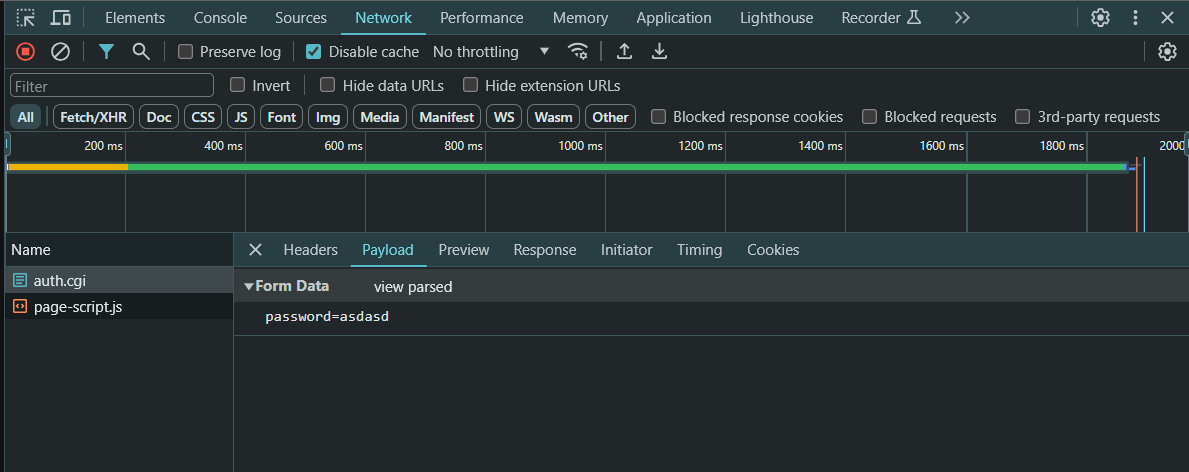 Elements Console Sources Network Performance Memory Application Lighthouse Recorder
Preserve log Disable cache No throttling
Filter Invert Hide data URLs Hide extension URLs
All Fetch/XHR Doc CSS JS Font Img Media Manifest WS Wasm Other Blocked response cookies Blocked requests 3rd-party requests
200 ms 400 ms 600 ms 800 ms 1000 ms 1200 ms 1400 ms 1600 ms 1800 ms 2000
Name Headers Payload Preview Response Initiator Timing Cookies
auth.cgi Form Data view parsed
page-script.js password=asdasd